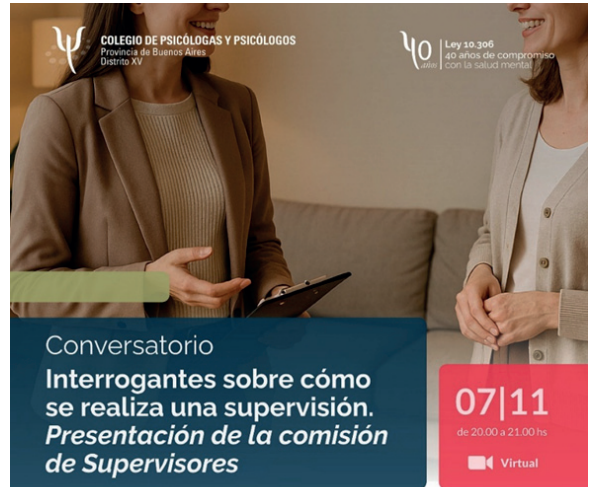 COLEGIO DE PSICÓLOGAS Y PSICÓLOGOS
Provincia de Buenos Aires
Distrito XV
40 años
Ley 10.306
40 años de compromiso
con la salud mental
Conversatorio
Interrogantes sobre cómo
se realiza una supervisión.
Presentación de la comisión
de Supervisores
07|11
de 20.00 a 21.00 hs
Virtual